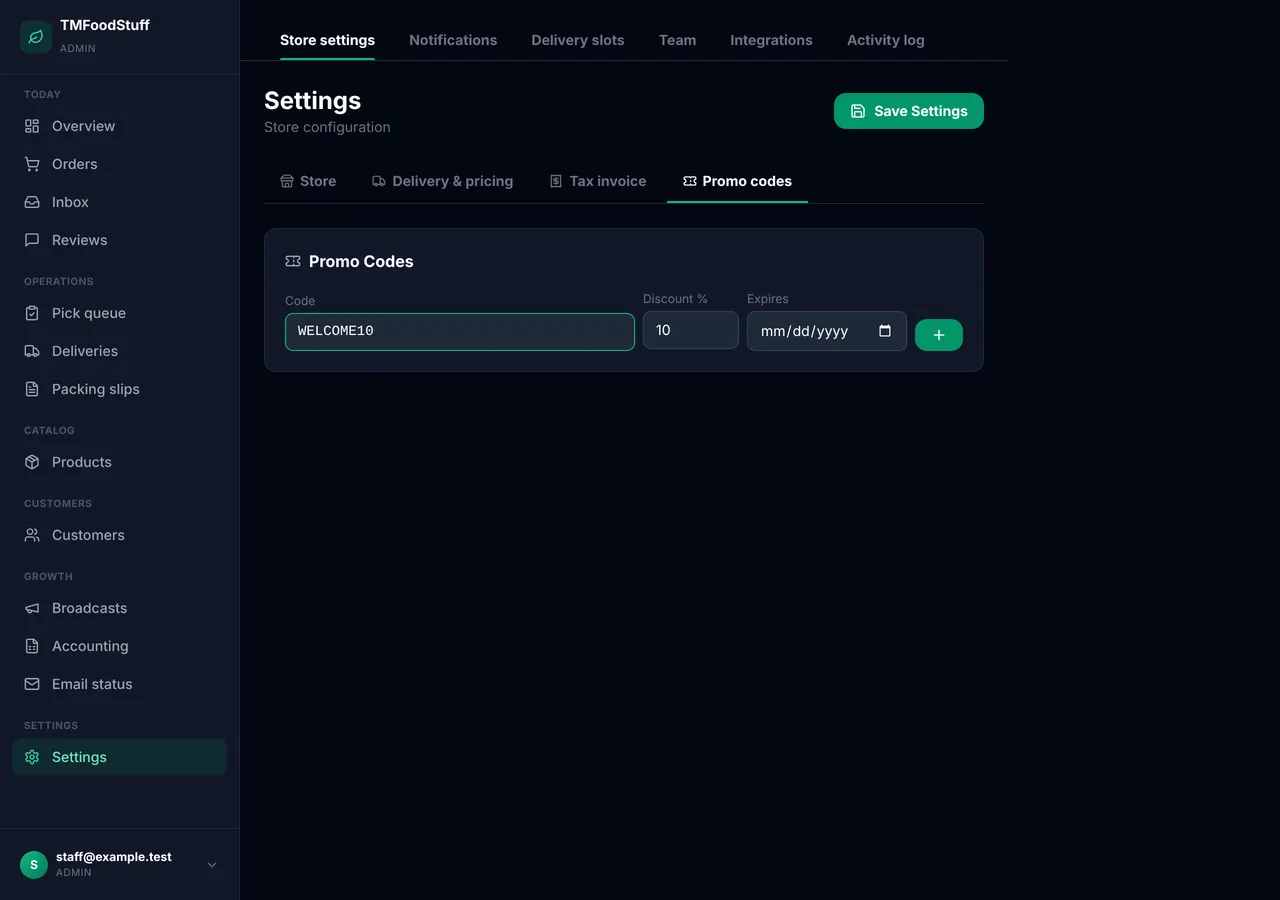 TMFoodStuff
ADMIN
TODAY
Overview
Orders
Inbox
Reviews
OPERATIONS
Pick queue
Deliveries
Packing slips
CATALOG
Products
CUSTOMERS
Customers
GROWTH
Broadcasts
Accounting
Email status
SETTINGS
Settings
S staff@example.test
ADMIN
Store settings Notifications Delivery slots Team Integrations Activity log
Settings
Store configuration
Save Settings
Store Delivery & pricing Tax invoice Promo codes
Promo Codes
Code Discount % Expires
WELCOME10 10 mm/dd/yyyy +